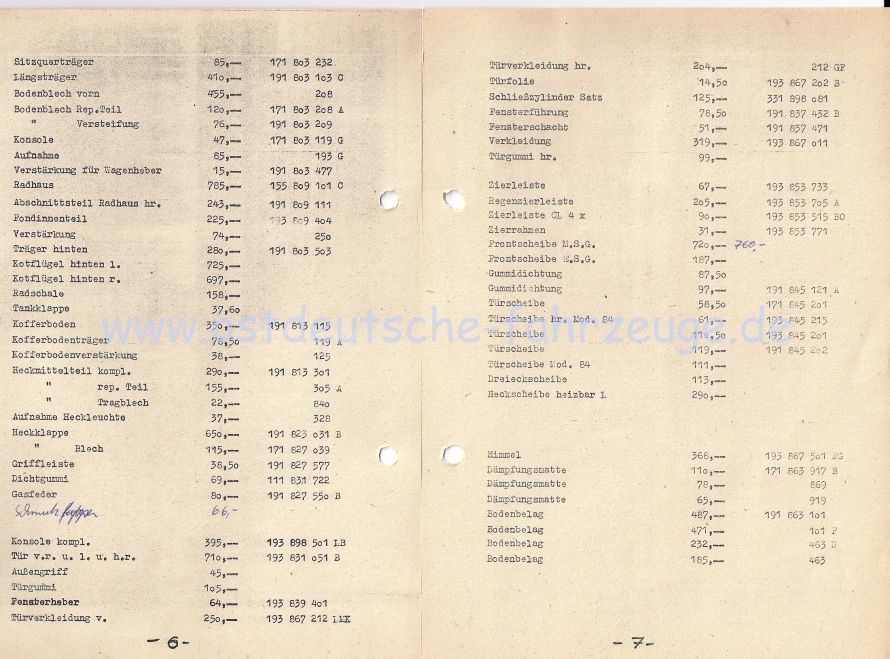 Sitzquerträger 85,-- 171 803 232
Längsträger 410,-- 191 803 103 C
Bodenblech vorn 455,-- 208
Bodenblech Rep.Teil 120,-- 171 803 208 A
" Versteifung 76,-- 191 803 209
Konsole 47,-- 171 803 119 G
Aufnahme 85,-- 193 G
Verstärkung für Wagenheber 15,-- 191 803 477
Radhaus 785,-- 155 809 101 C
Abschnittsteil Radhaus hr. 243,-- 191 809 111
Fondinnenteil 225,-- 193 809 404
Verstärkung 74,-- 250
Träger hinten 280,-- 191 803 503
Kotflügel hinten l. 725,--
Kotflügel hinten r. 697,--
Radschale 158,--
Tankklappe 37,60
Kofferboden 350,-- 191 813 115
Kofferbodenträger 78,50 119 A
Kofferbodenverstärkung 38,-- 125
Heckmittelteil kompl. 290,-- 191 813 301
" rep. Teil 155,-- 305 A
" Tragblech 22,-- 840
Aufnahme Heckleuchte 37,-- 328
Heckklappe 650,-- 191 823 031 B
" Blech 115,-- 171 827 039
Griffleiste 38,50 191 827 577
Dichtgummi 69,-- 111 831 722
Gasfeder 80,-- 191 827 550 B
66,-
Konsole kompl. 395,-- 193 898 501 LB
Tür v.r. u. l. u. h.r. 710,-- 193 831 051 B
Außengriff 45,--
Türgummi 105,--
Fensterheber 64,-- 193 839 401
Türverkleidung v. 250,-- 193 867 212 LMK
- 6 -
Türverkleidung hr. 204,-- 212 GF
Türfolie 14,50 193 867 202 B
Schließzylinder Satz 125,-- 331 898 081
Fensterführung 78,50 191 837 432 B
Fensterschacht 51,-- 191 837 471
Verkleidung 319,-- 193 867 011
Türgummi hr. 99,--
Zierleiste 67,-- 193 853 733
Regenzierleiste 205,-- 193 853 705 A
Zierleiste CL 4 x 90,-- 193 853 515 BO
Zierrahmen 31,-- 193 853 771
Frontscheibe M.S.G. 720,-- 760,-
Frontscheibe E.S.G. 187,--
Gummidichtung 87,50
Gummidichtung 97,-- 191 845 121 A
Türscheibe 58,50 171 845 201
Türscheibe hr. Mod. 84 61,-- 193 845 215
Türscheibe 118,50 193 845 201
Türscheibe 119,-- 191 845 202
Türscheibe Mod. 84 111,--
Dreieckscheibe 113,--
Heckscheibe heizbar L 290,--
Himmel 368,-- 193 867 501
Dämpfungsmatte 110,-- 171 863 917 B
Dämpfungsmatte 78,-- 869
Dämpfungsmatte 65,-- 919
Bodenbelag 487,-- 191 863 101
Bodenbelag 471,-- 101 F
Bodenbelag 232,-- 463 D
Bodenbelag 185,-- 463
- 7 -
www.ostdeutsche-fahrzeuge.de